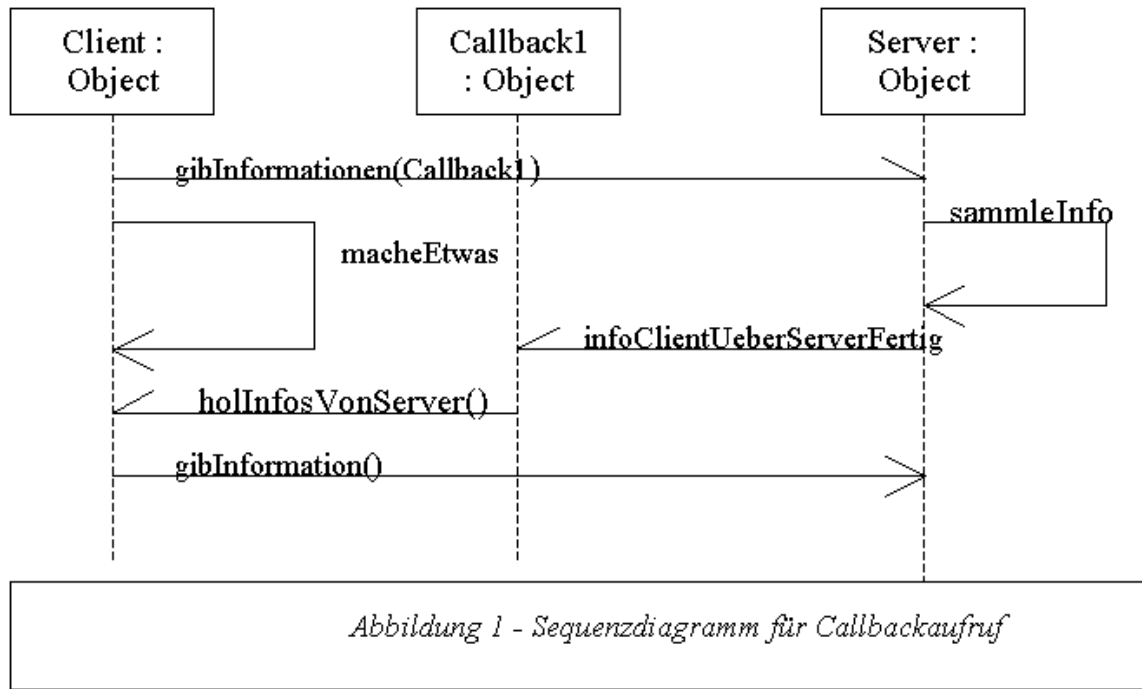 Client :
Object
Callback1
: Object
Server :
Object
gibInformationen(Callback1)
sammleInfo
macheEtwas
infoClientUeberServerFertig
holInfosVonServer()
gibInformation()
Abbildung 1 - Sequenzdiagramm für Callbackaufruf